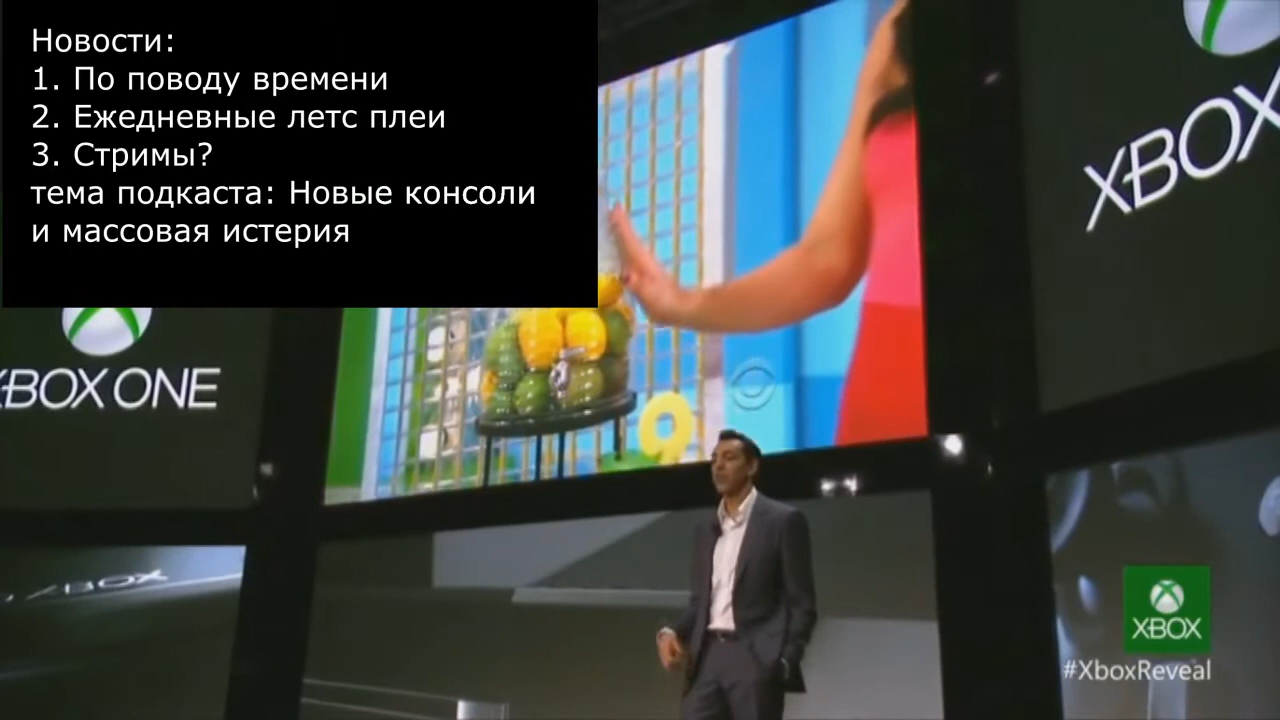 Новости:
1. По поводу времени
2. Ежедневные летс плеи
3. Стримы?
тема подкаста: Новые консоли
и массовая истерия
XBOX
XBOX ONE
9
XBOX
XBOX
#XboxReveal